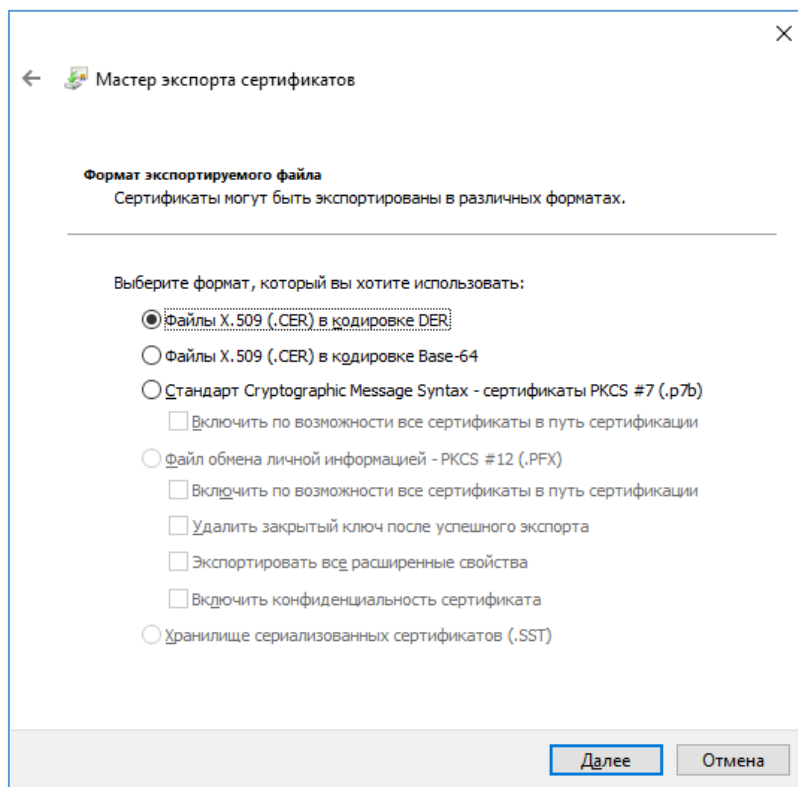 Мастер экспорта сертификатов
Формат экспортируемого файла
Сертификаты могут быть экспортированы в различных форматах.
Выберите формат, который вы хотите использовать:
Файлы X.509 (.CER) в кодировке DER
Файлы X.509 (.CER) в кодировке Base-64
Стандарт Cryptographic Message Syntax - сертификаты PKCS #7 (.p7b)
Включить по возможности все сертификаты в путь сертификации
Файл обмена личной информацией - PKCS #12 (.PFX)
Включить по возможности все сертификаты в путь сертификации
Удалить закрытый ключ после успешного экспорта
Экспортировать все расширенные свойства
Включить конфиденциальность сертификата
Хранилище сериализованных сертификатов (.SST)
Далее Отмена